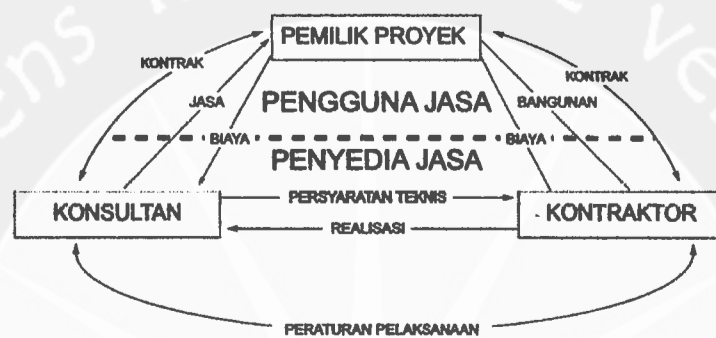 PEMILIK PROYEK
KONTRAK
KONTRAK
JASA
PENGGUNA JASA
BANGUNAN
BIAYA
BIAYA
PENYEDIA JASA
KONSULTAN
PERSYARATAN TEKNIS
KONTRAKTOR
REALISASI
PERATURAN PELAKSANAAN